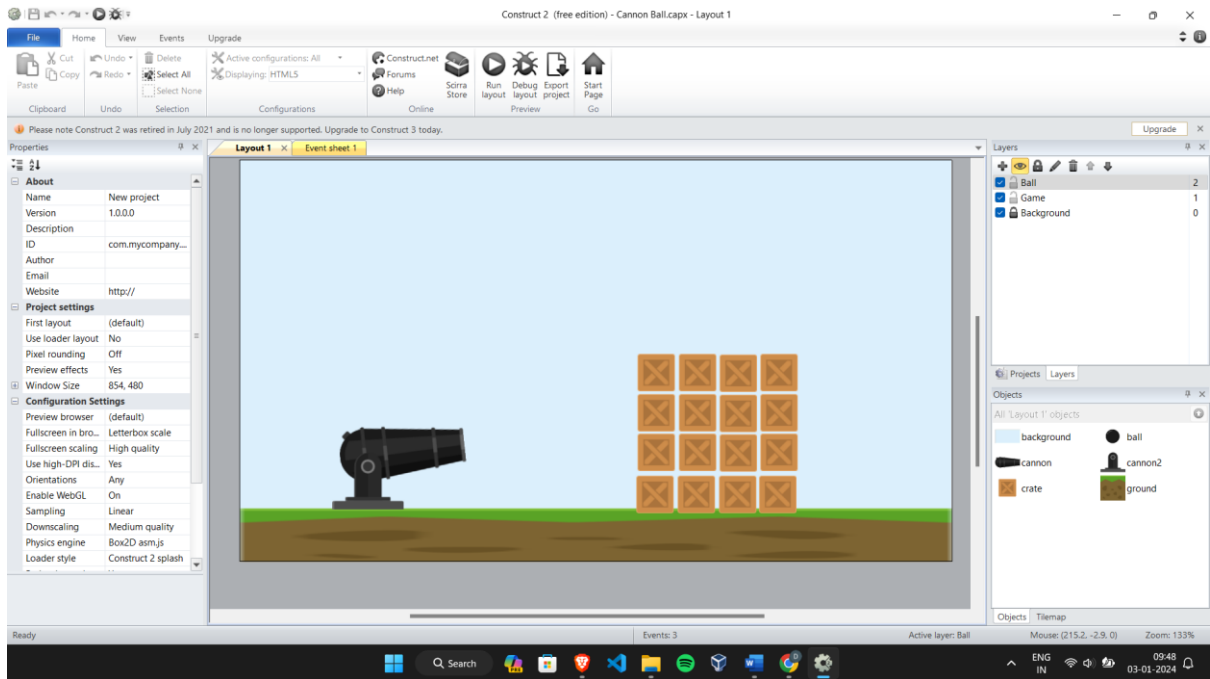 Construct 2 (free edition) - Cannon Ball.capx - Layout 1
File Home View Events Upgrade
Paste
Cut
Copy
Clipboard
Undo
Redo
Undo
Delete
Select All
Select None
Selection
Active configurations: All
Displaying: HTML5
Configurations
Construct.net
Forums
Help
Scirra Store
Online
Run layout
Debug layout
Export project
Preview
Start Page
Go
Please note Construct 2 was retired in July 2021 and is no longer supported. Upgrade to Construct 3 today.
Upgrade
Properties
About
Name New project
Version 1.0.0.0
Description
ID com.mycompany....
Author
Email
Website http://
Project settings
First layout (default)
Use loader layout No
Pixel rounding Off
Preview effects Yes
Window Size 854, 480
Configuration Settings
Preview browser (default)
Fullscreen in bro... Letterbox scale
Fullscreen scaling High quality
Use high-DPI dis... Yes
Orientations Any
Enable WebGL On
Sampling Linear
Downscaling Medium quality
Physics engine Box2D asm.js
Loader style Construct 2 splash
Layout 1
Event sheet 1
Layers
Ball 2
Game 1
Background 0
Projects Layers
Objects
All 'Layout 1' objects
background
ball
cannon
cannon2
crate
ground
Objects Tilemap
Ready
Events: 3
Active layer: Ball
Mouse: (215.2, -2.9, 0)
Zoom: 133%
Search
ENG
IN
09:48
03-01-2024